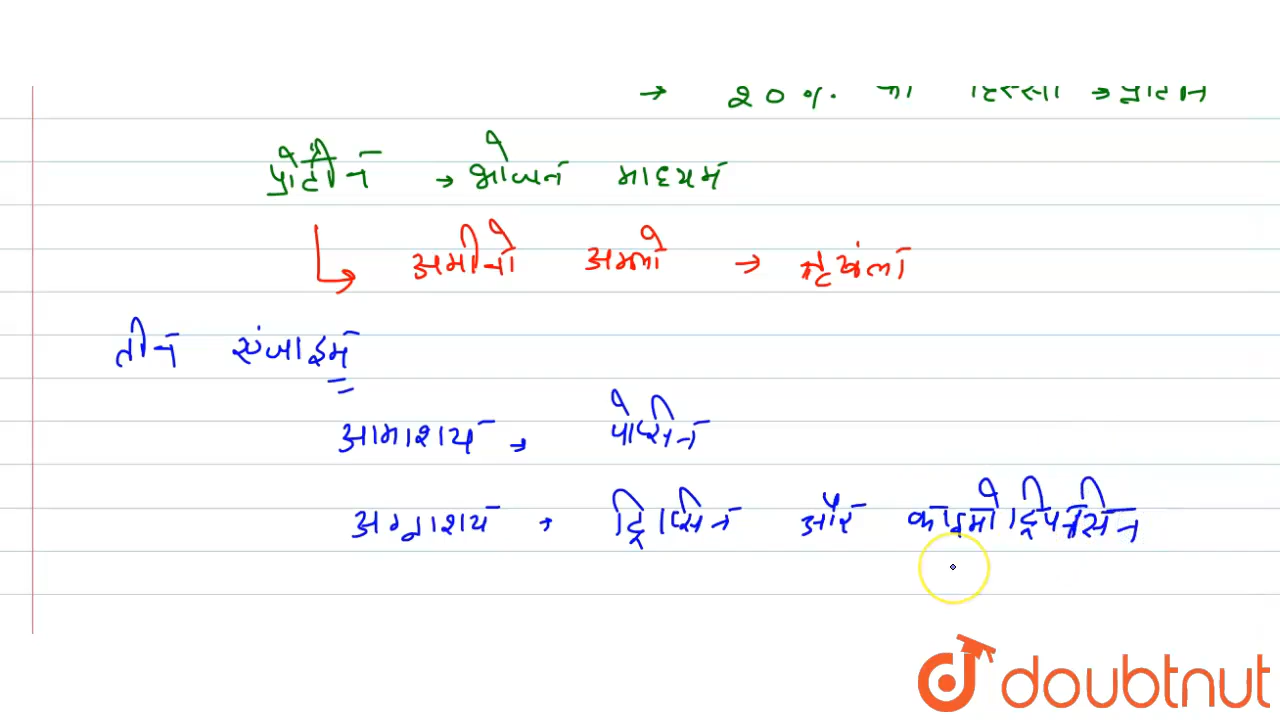 → 20% का हिस्सा → प्रोटीन
प्रोटीन → भोजन माध्यम
↳ अमीनो अम्लो → श्रृंखला
तीन एंजाइम
आमाशय → पेप्सीन
अग्नाशय → ट्रिप्सिन और काइमोट्रिप्सिन
doubtnut